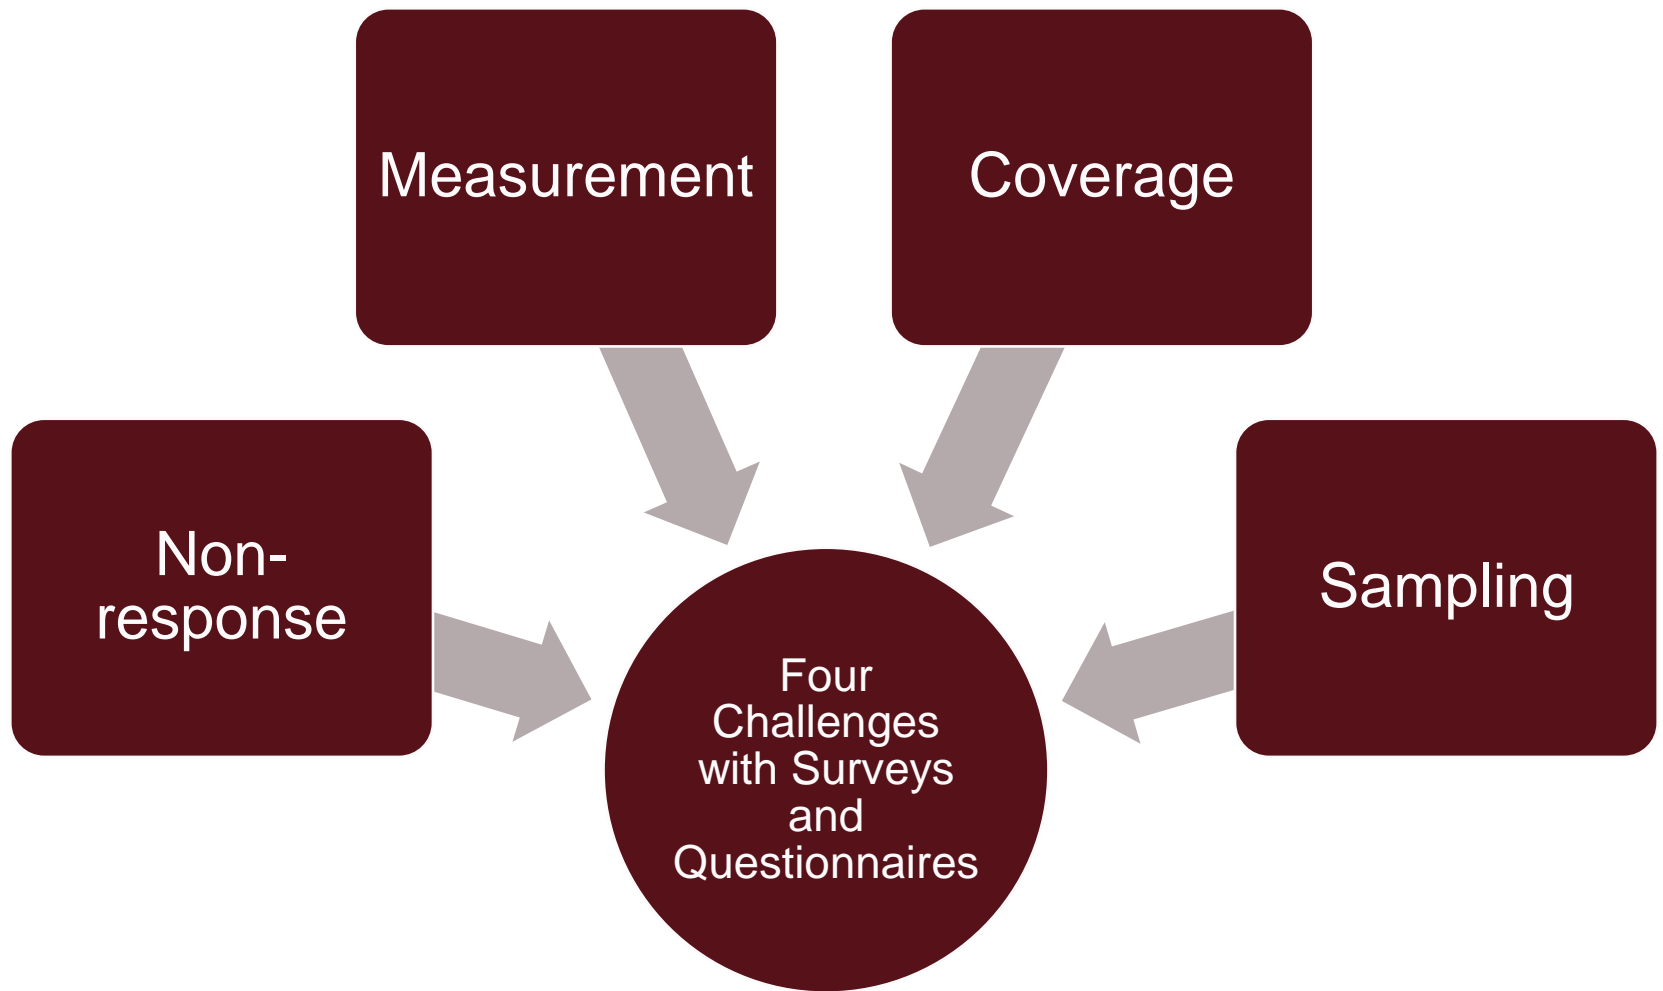 Measurement
Coverage
Non-
response
Sampling
Four
Challenges
with Surveys
and
Questionnaires